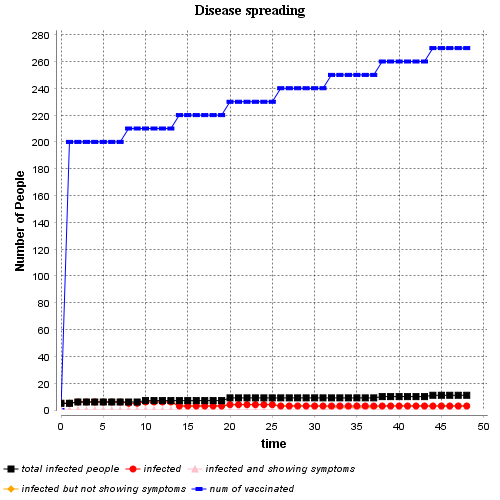 Disease spreading
Number of People
280
260
240
220
200
180
160
140
120
100
80
60
40
20
0
0 5 10 15 20 25 30 35 40 45 50
time
total infected people infected infected and showing symptoms
infected but not showing symptoms num of vaccinated